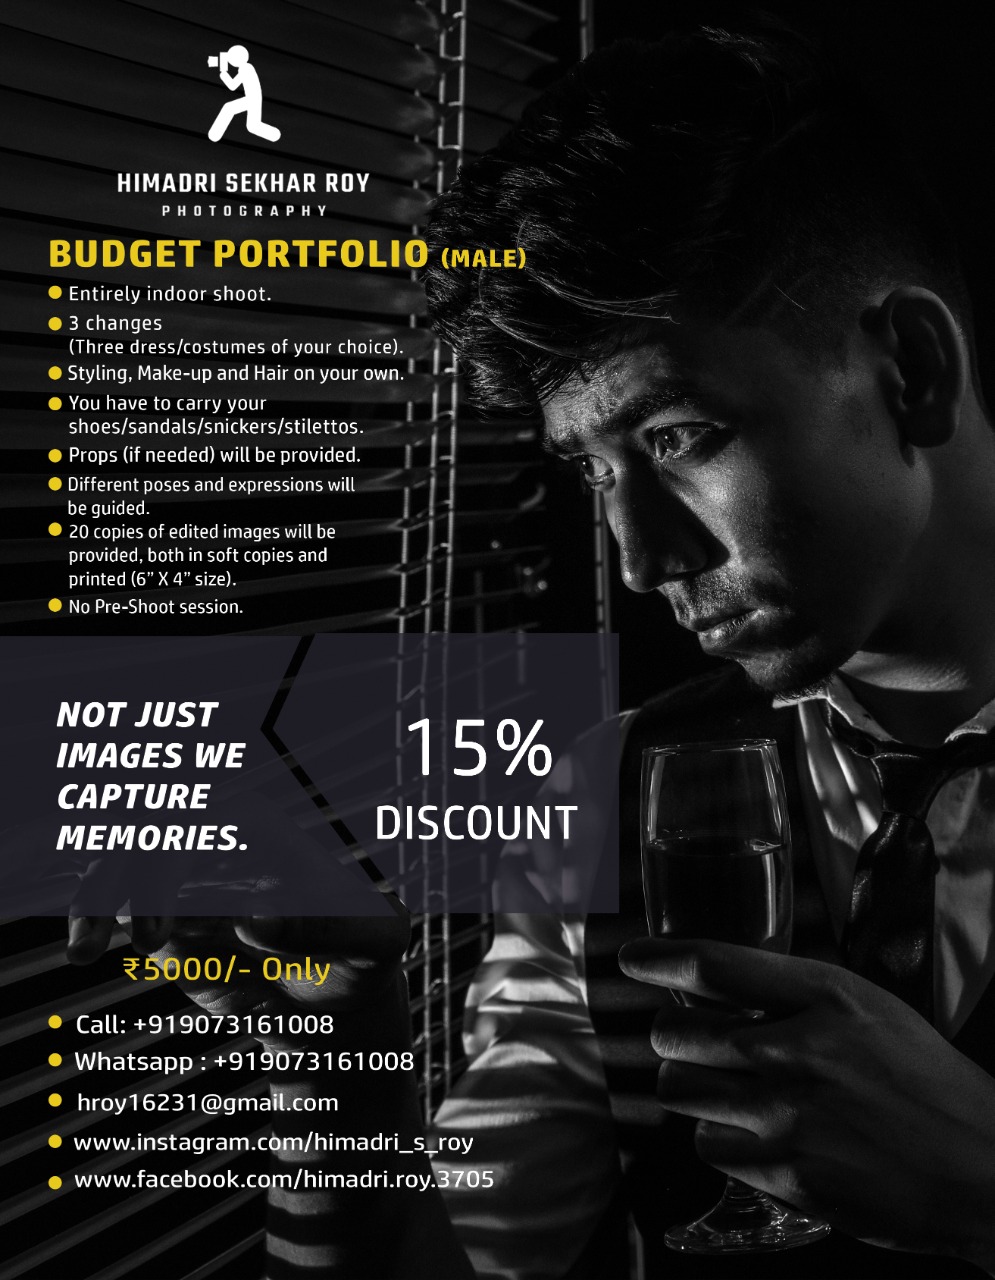 HIMADRI SEKHAR ROY
PHOTOGRAPHY
BUDGET PORTFOLIO (MALE)
Entirely indoor shoot.
3 changes
(Three dress/costumes of your choice).
Styling, Make-up and Hair on your own.
You have to carry your
shoes/sandals/snickers/stilettos.
Props (if needed) will be provided.
Different poses and expressions will
be guided.
20 copies of edited images will be
provided, both in soft copies and
printed (6” X 4” size).
No Pre-Shoot session.
NOT JUST
IMAGES WE
CAPTURE
MEMORIES.
15%
DISCOUNT
₹5000/- Only
Call: +919073161008
Whatsapp : +919073161008
hroy16231@gmail.com
www.instagram.com/himadri_s_roy
www.facebook.com/himadri.roy.3705